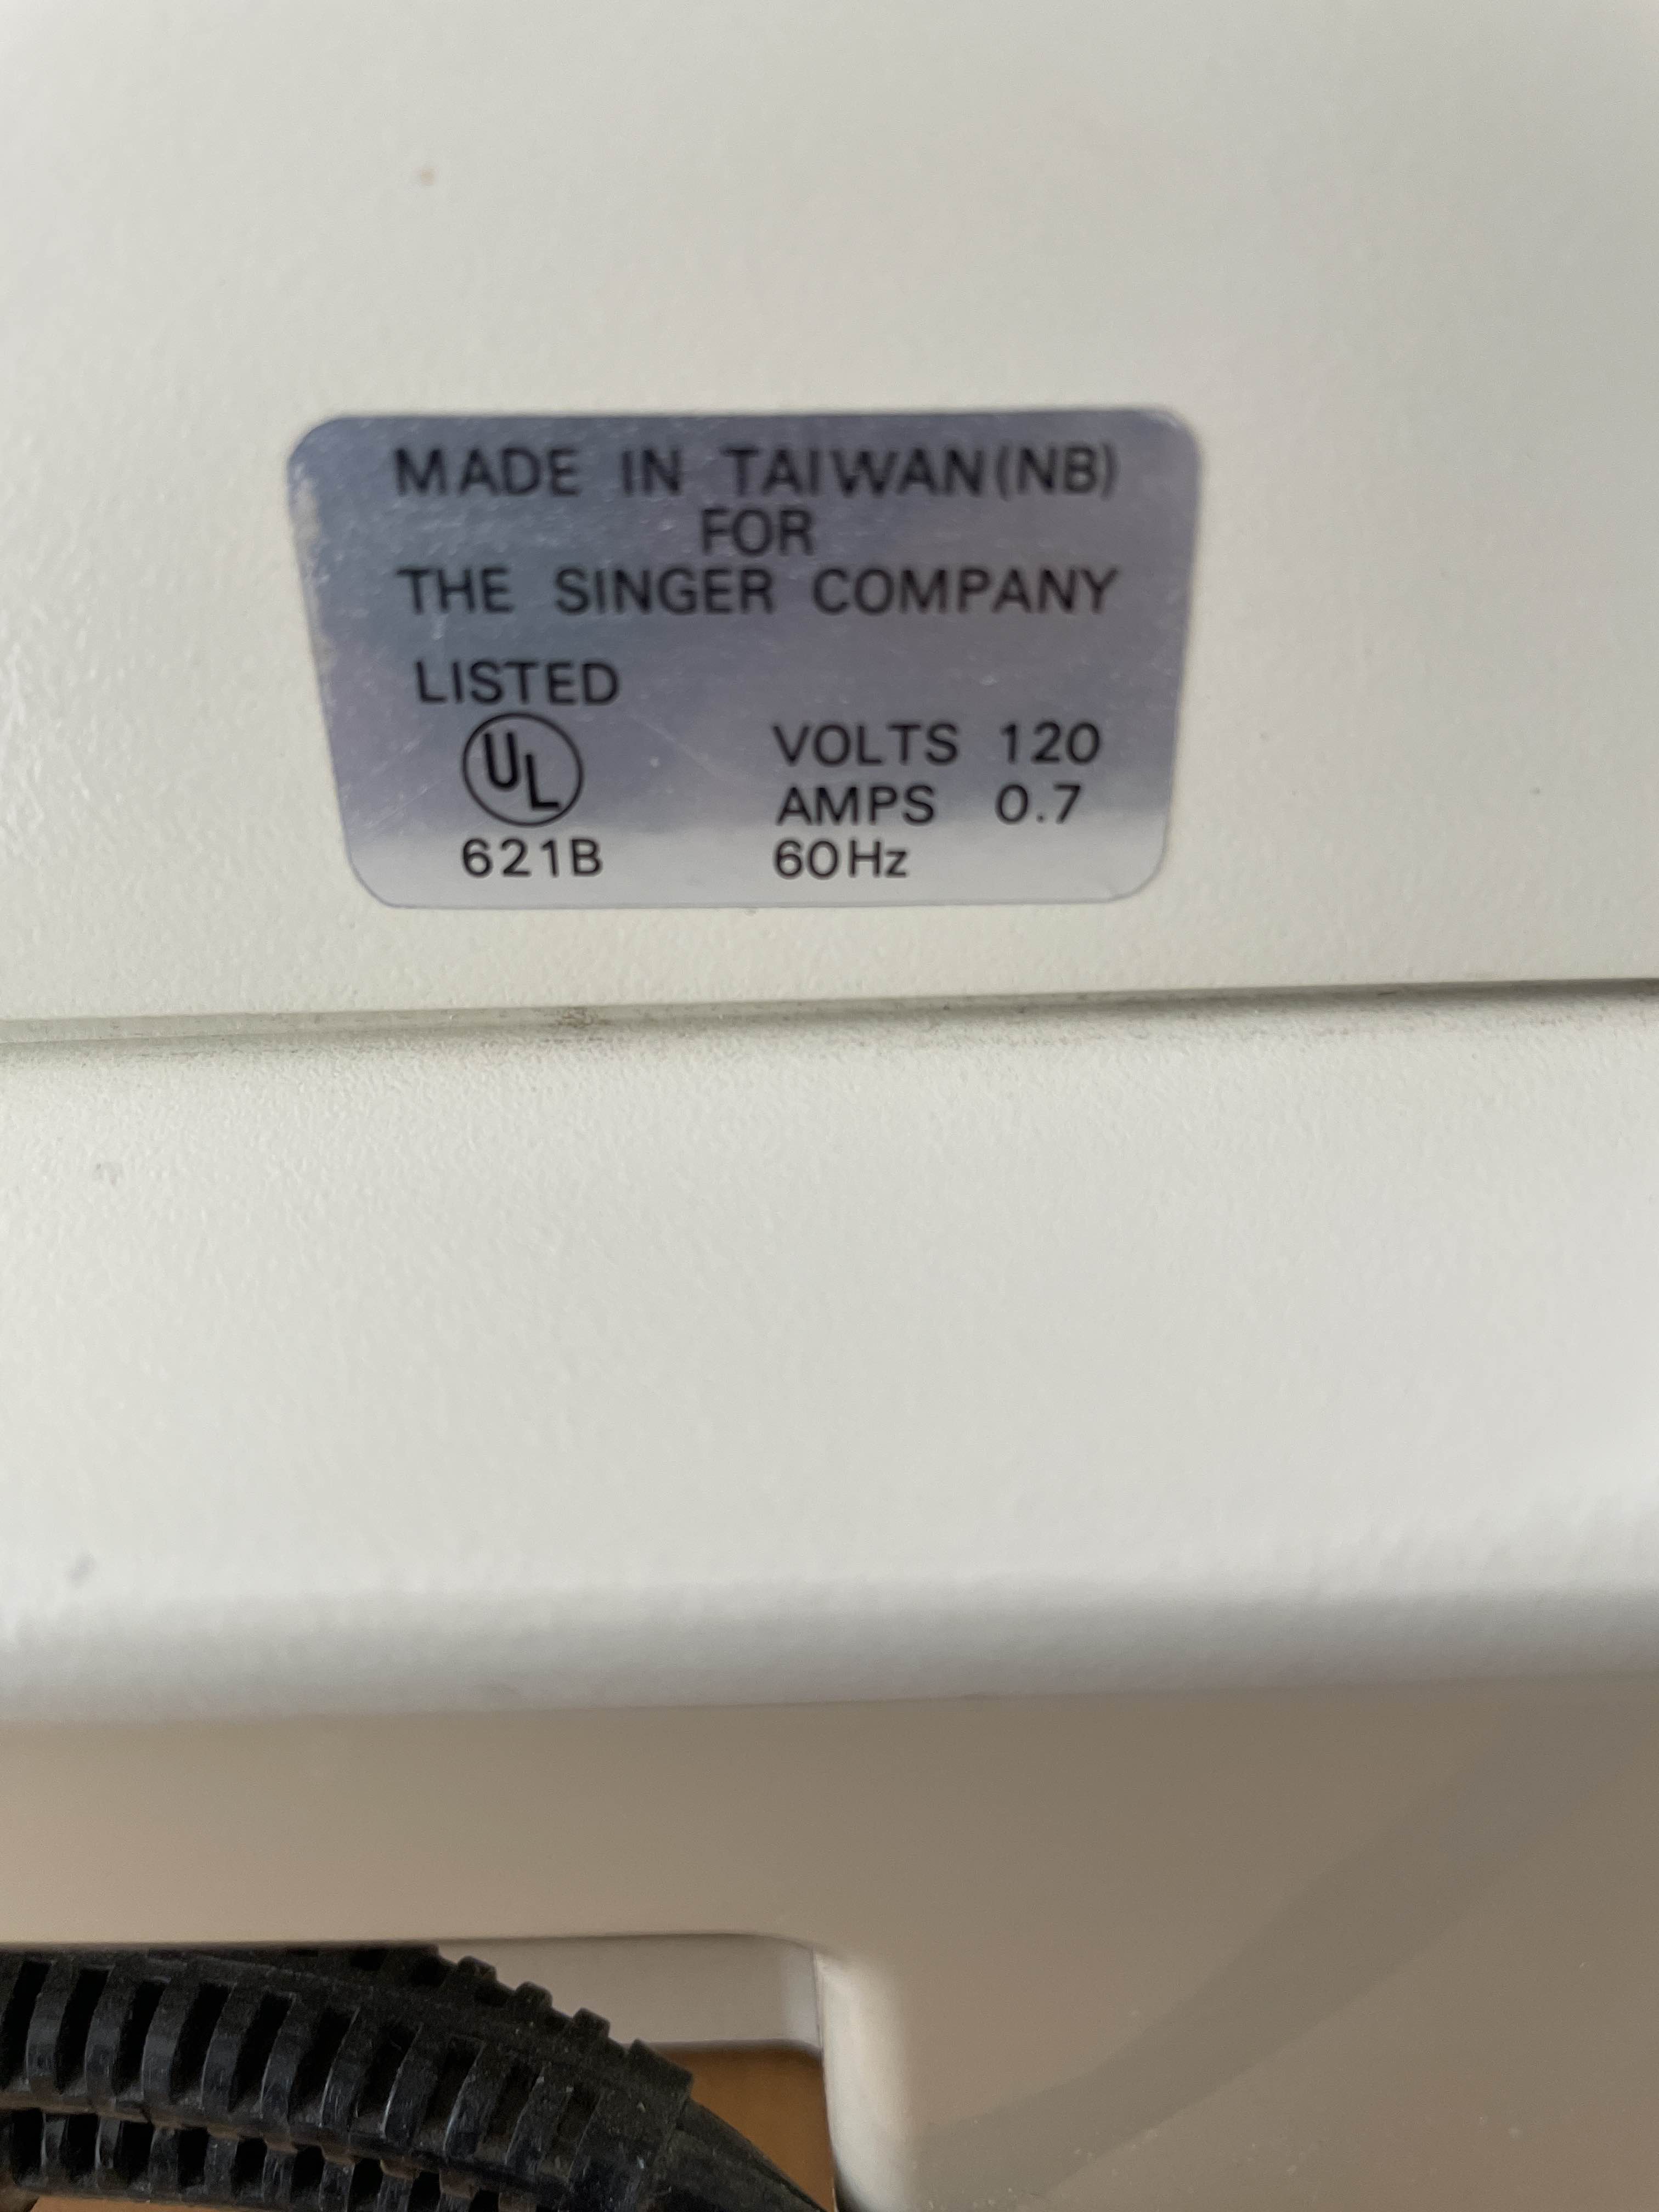 MADE IN TAIWAN(NB)
FOR
THE SINGER COMPANY
LISTED
UL
621B
VOLTS 120
AMPS 0.7
60Hz